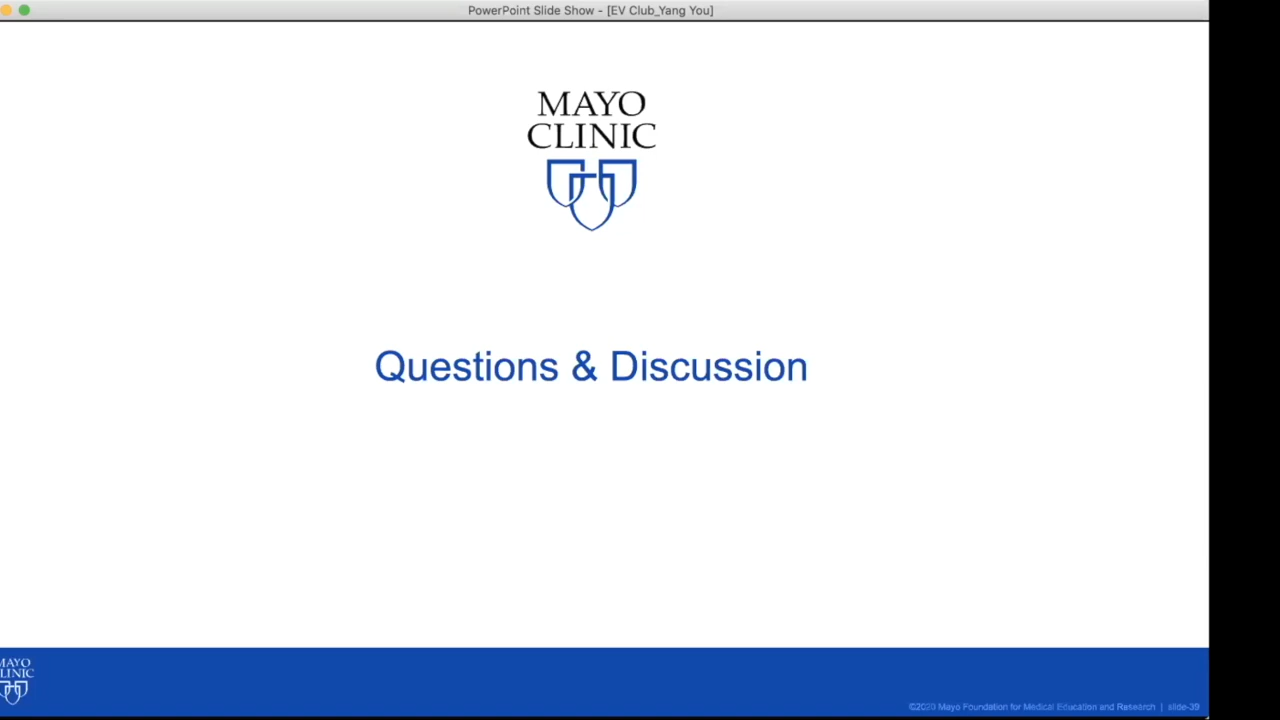 PowerPoint Slide Show - [EV Club_Yang You]
MAYO
CLINIC
Questions & Discussion
MAYO
CLINIC
©2020 Mayo Foundation for Medical Education and Research | slide-39